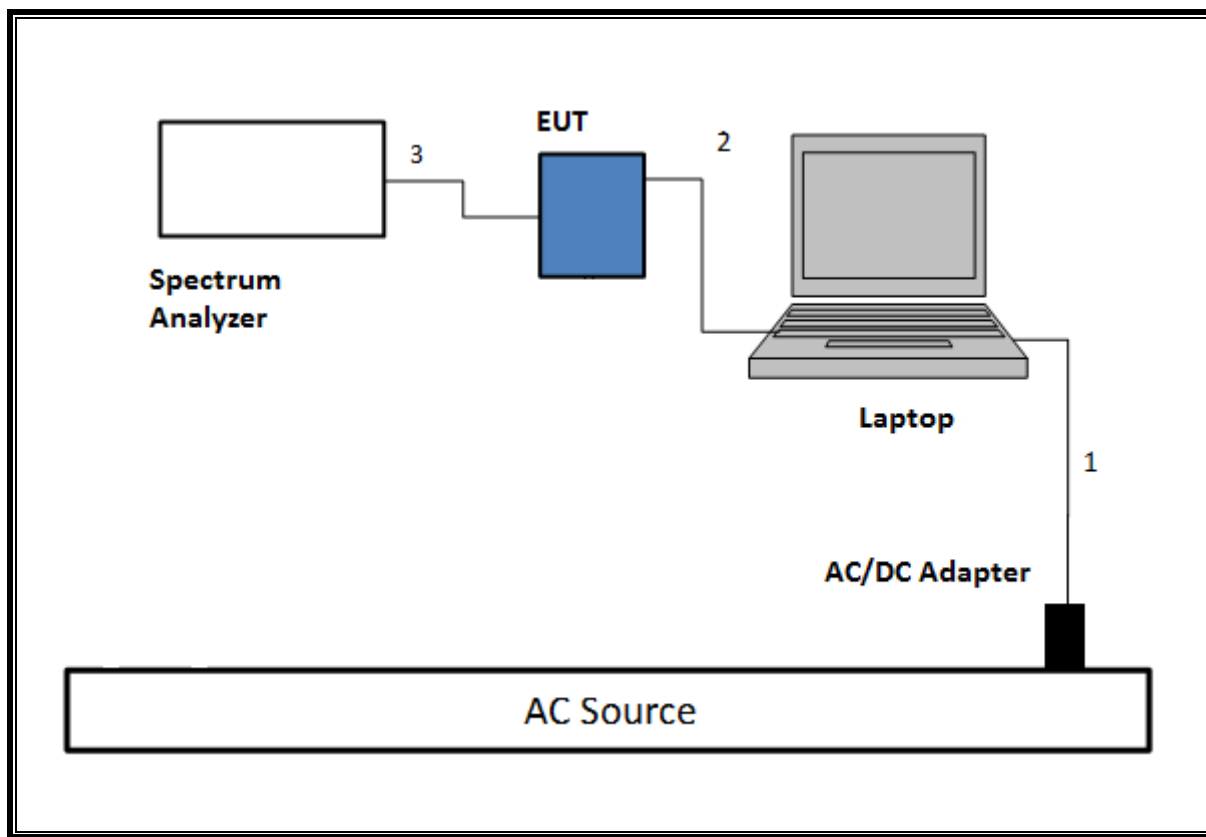 EUT
3
2
Spectrum
Analyzer
Laptop
1
AC/DC Adapter
AC Source